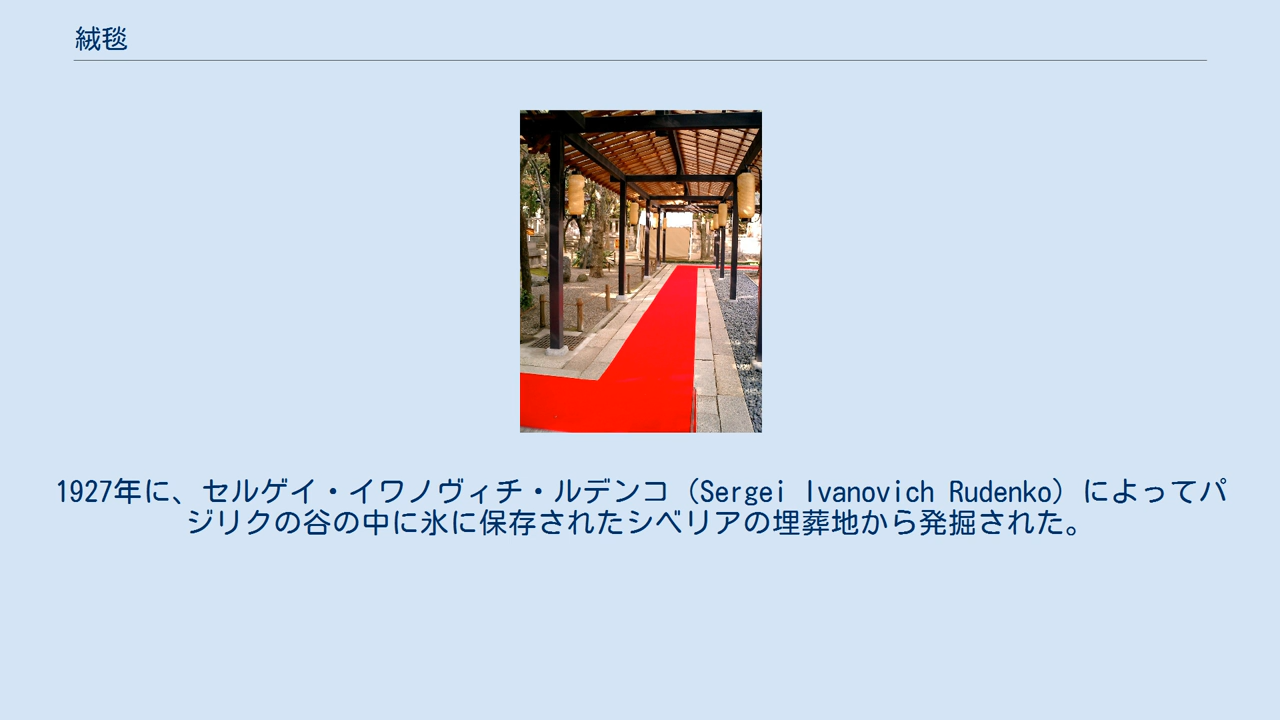 絨毯
1927年に、セルゲイ・イワノヴィチ・ルデンコ（Sergei Ivanovich Rudenko）によってパ
ジリクの谷の中に氷に保存されたシベリアの埋葬地から発掘された。